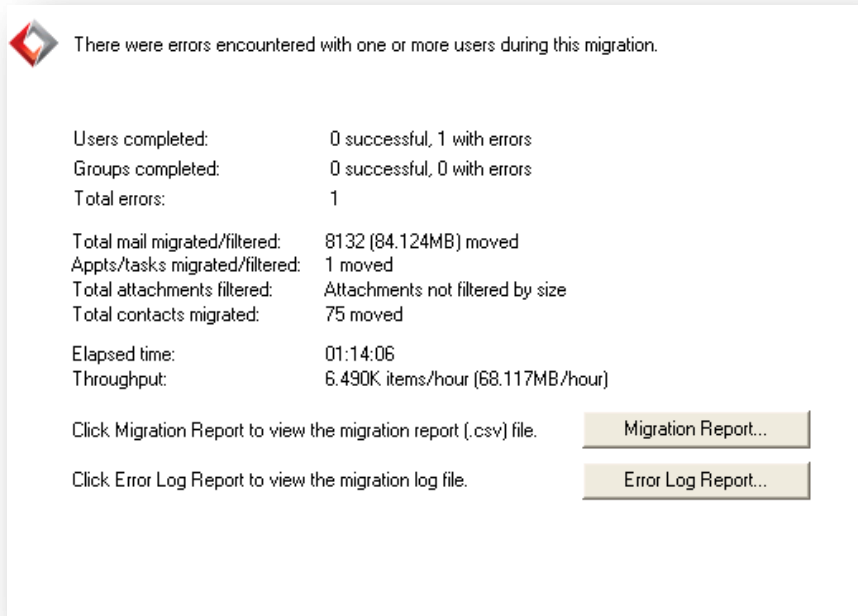 There were errors encountered with one or more users during this migration.
Users completed: 0 successful, 1 with errors
Groups completed: 0 successful, 0 with errors
Total errors: 1
Total mail migrated/filtered: 8132 (84.124MB) moved
Appts/tasks migrated/filtered: 1 moved
Total attachments filtered: Attachments not filtered by size
Total contacts migrated: 75 moved
Elapsed time: 01:14:06
Throughput: 6.490K items/hour (68.117MB/hour)
Click Migration Report to view the migration report (.csv) file. Migration Report...
Click Error Log Report to view the migration log file. Error Log Report...